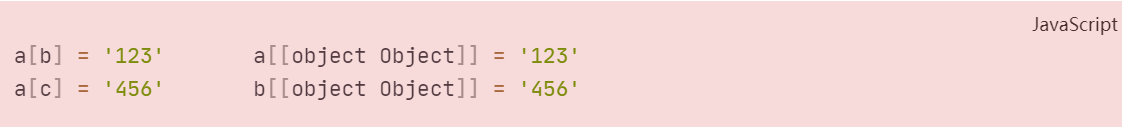 JavaScript
a[b] = '123'       a[[object Object]] = '123'
a[c] = '456'       b[[object Object]] = '456'